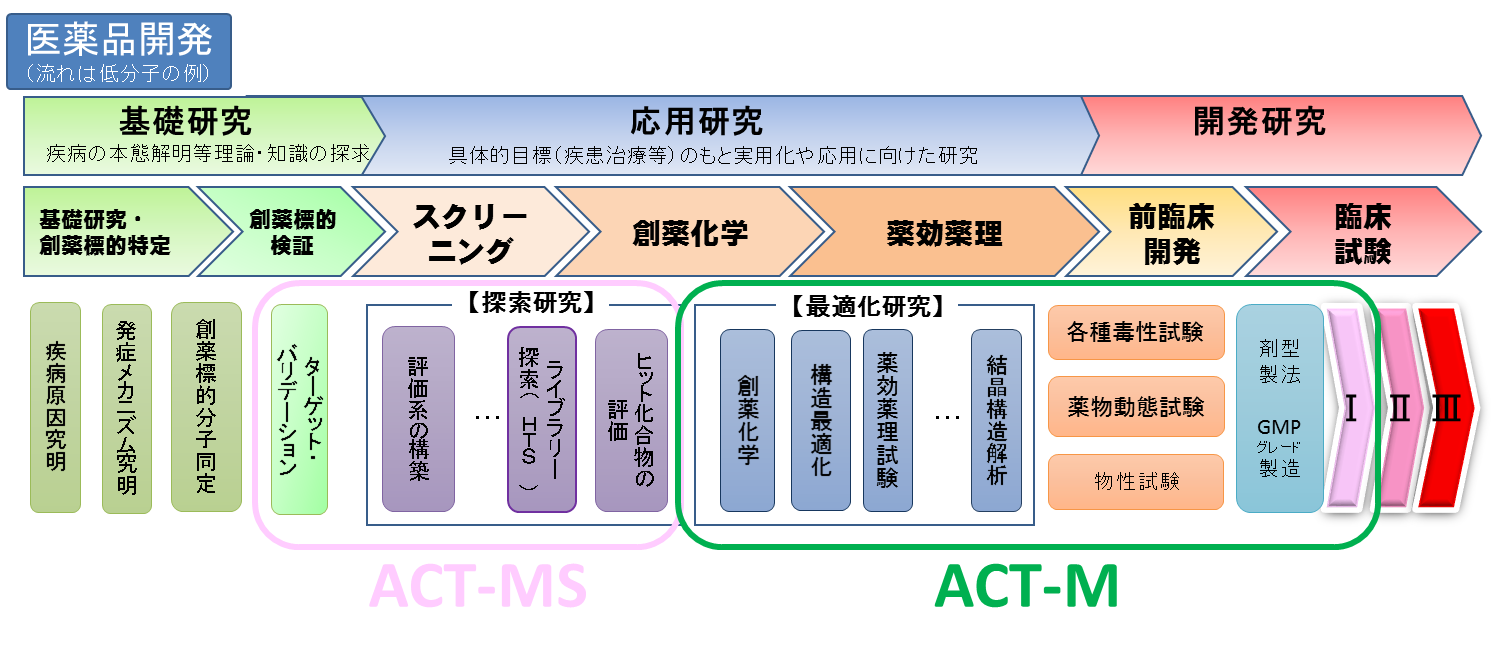 医薬品開発
（流れは低分子の例）
基礎研究
疾病の本態解明等理論・知識の探求
応用研究
具体的目標（疾患治療等）のもと実用化や応用に向けた研究
開発研究
基礎研究・
創薬標的特定
創薬標的
検証
スクリー
ニング
創薬化学
薬効薬理
前臨床
開発
臨床
試験
疾病原因究明
発症メカニズム究明
創薬標的分子同定
ターゲット・
バリデーション
【探索研究】
評価系の構築
…
ライブラリー
探索（ＨＴＳ）
ヒット化合物の
評価
【最適化研究】
創薬化学
構造最適化
薬効薬理試験
…
結晶構造解析
各種毒性試験
薬物動態試験
物性試験
剤型
製法
GMP
グレード
製造
Ⅰ
Ⅱ
Ⅲ
ACT-MS
ACT-M